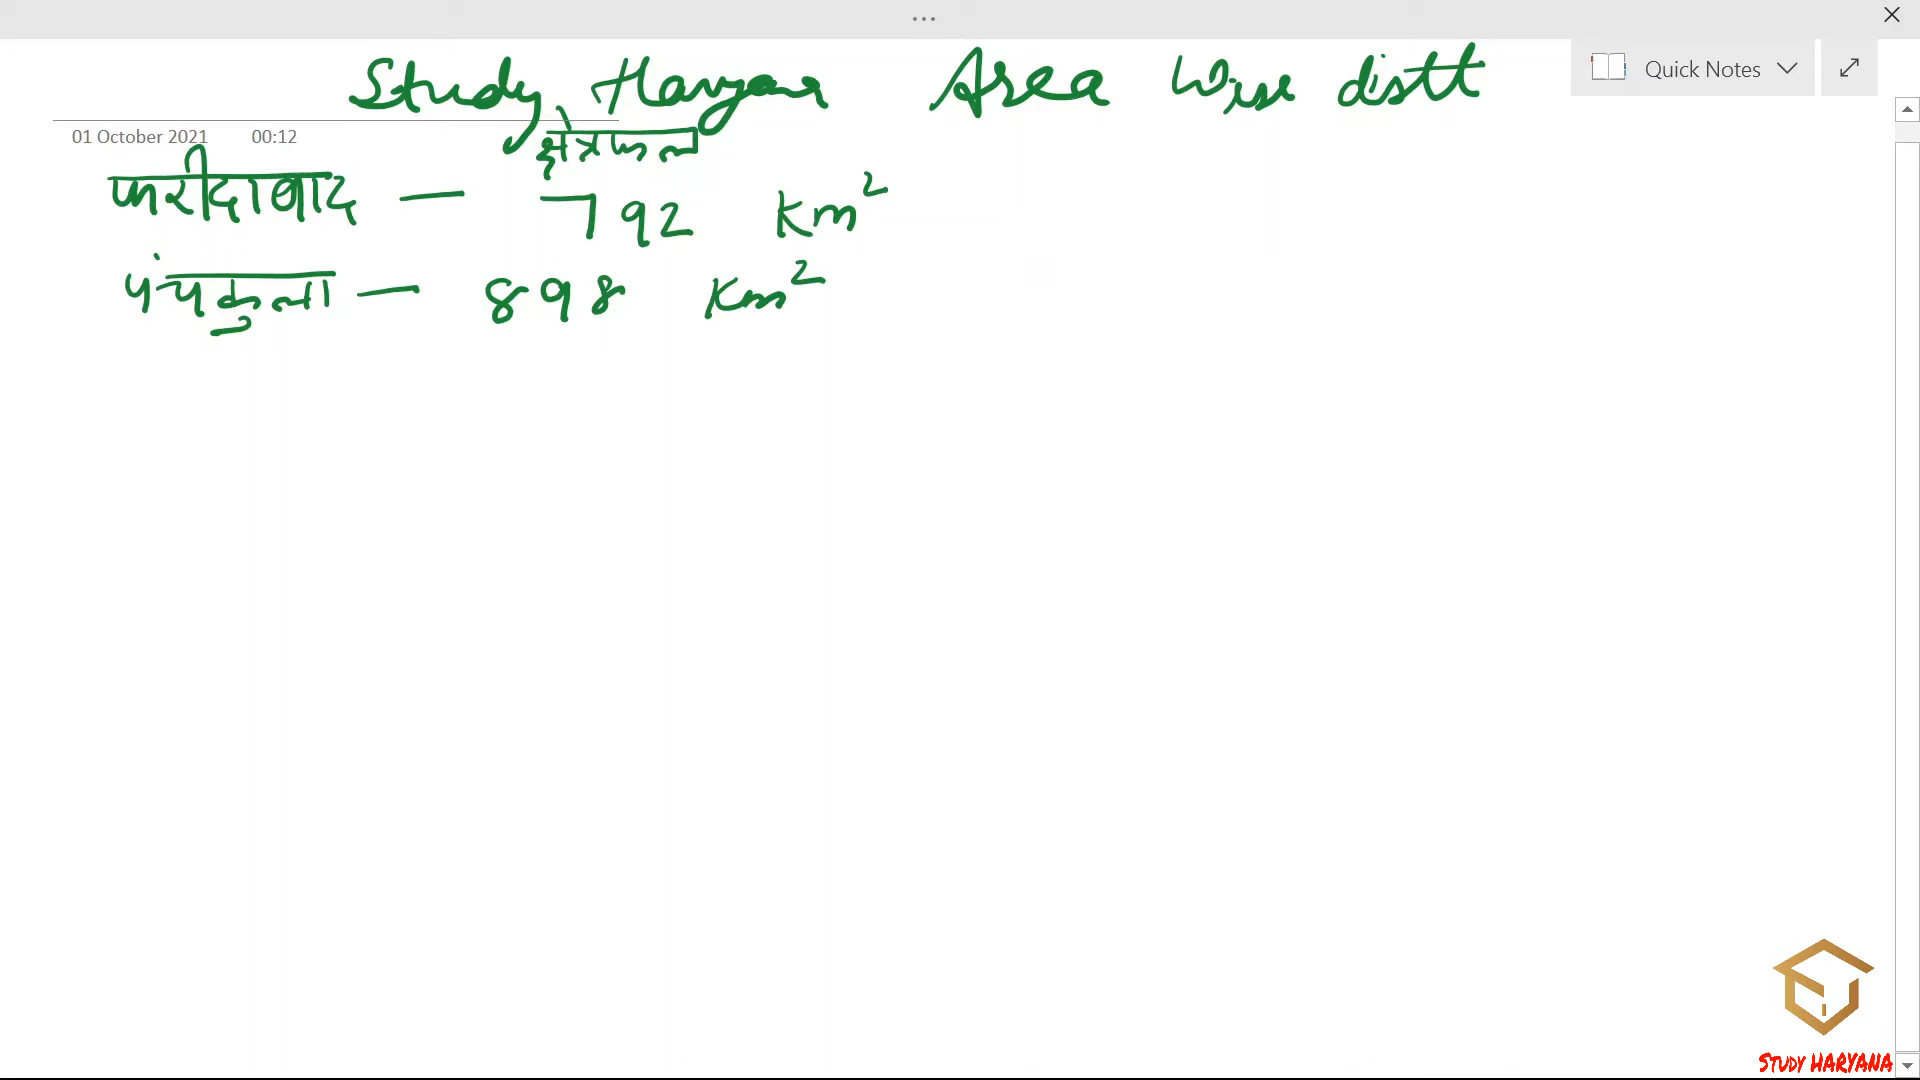 Study Haryana Area Wise distt
Quick Notes
01 October 2021 00:12
क्षेत्रफल
फरीदाबाद — 792 Km²
पंचकुला — 898 Km²
STUDY HARYANA